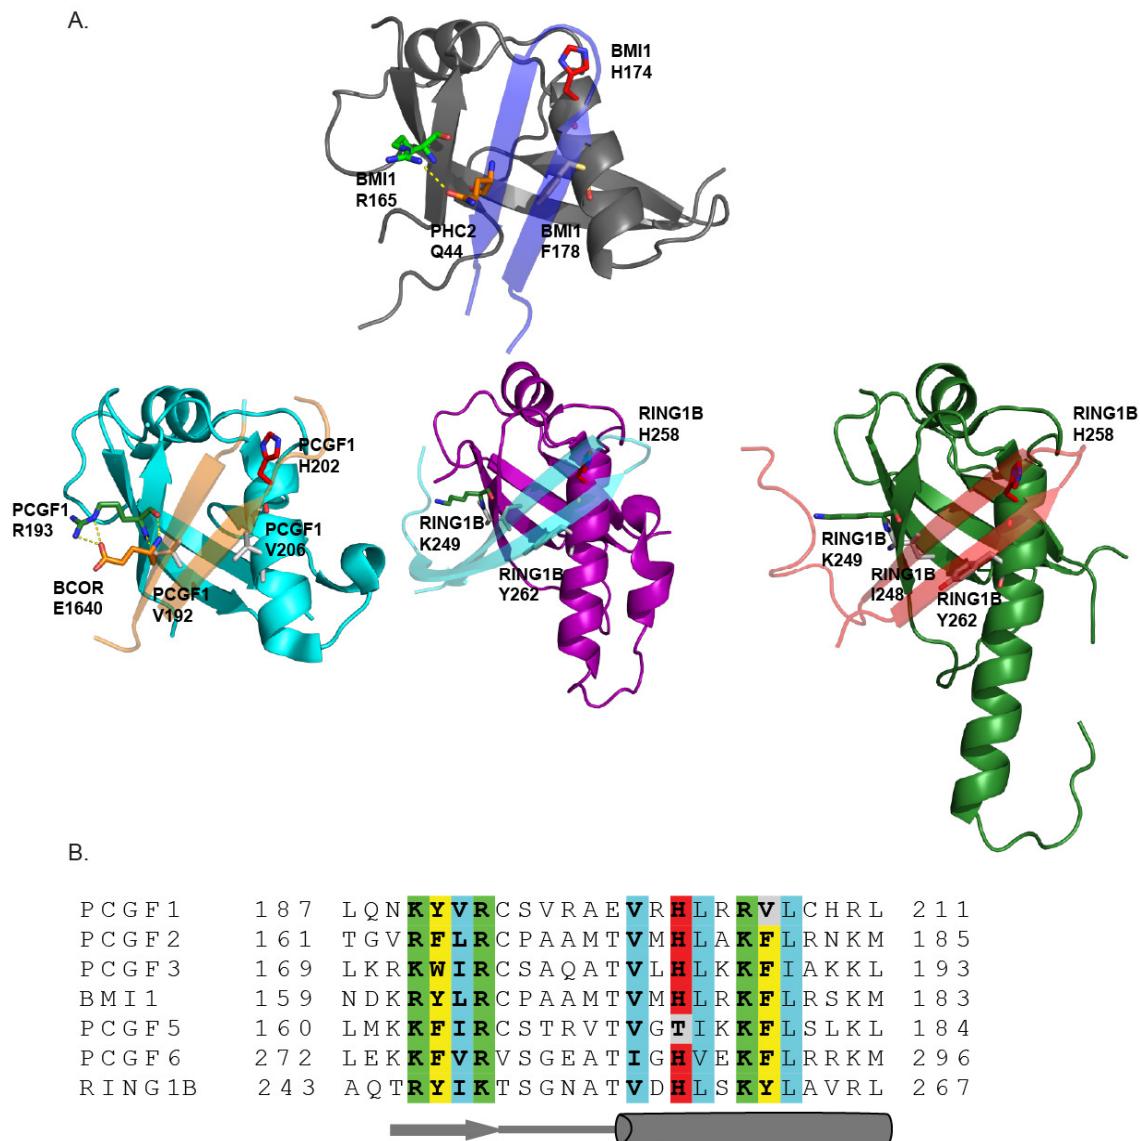 A.
BMI1
H174
BMI1
R165
PHC2
Q44
BMI1
F178
PCGF1
H202
PCGF1
R193
PCGF1
V206
BCOR
E1640
PCGF1
V192
RING1B
H258
RING1B
K249
RING1B
Y262
RING1B
H258
RING1B
K249
RING1B
I248
RING1B
Y262
B.
PCGF1 187 LQNKYVRCSVRAEVRHLRRVLCHRL 211
PCGF2 161 TGVRFLRCPAAMTVMHLAKFLRNKM 185
PCGF3 169 LKRKWIRCSAQATVLHLKKFIAKKL 193
BMI1 159 NDKRYLRCPAAMTVMHLRKFLRSKM 183
PCGF5 160 LMKKFIRCSTRVTVGTIKKFLSLKL 184
PCGF6 272 LEKKFVRVSGEATIGHVEKFLRRKM 296
RING1B 243 AQTRYIKTSGNATVDHLSKYLAVRL 267